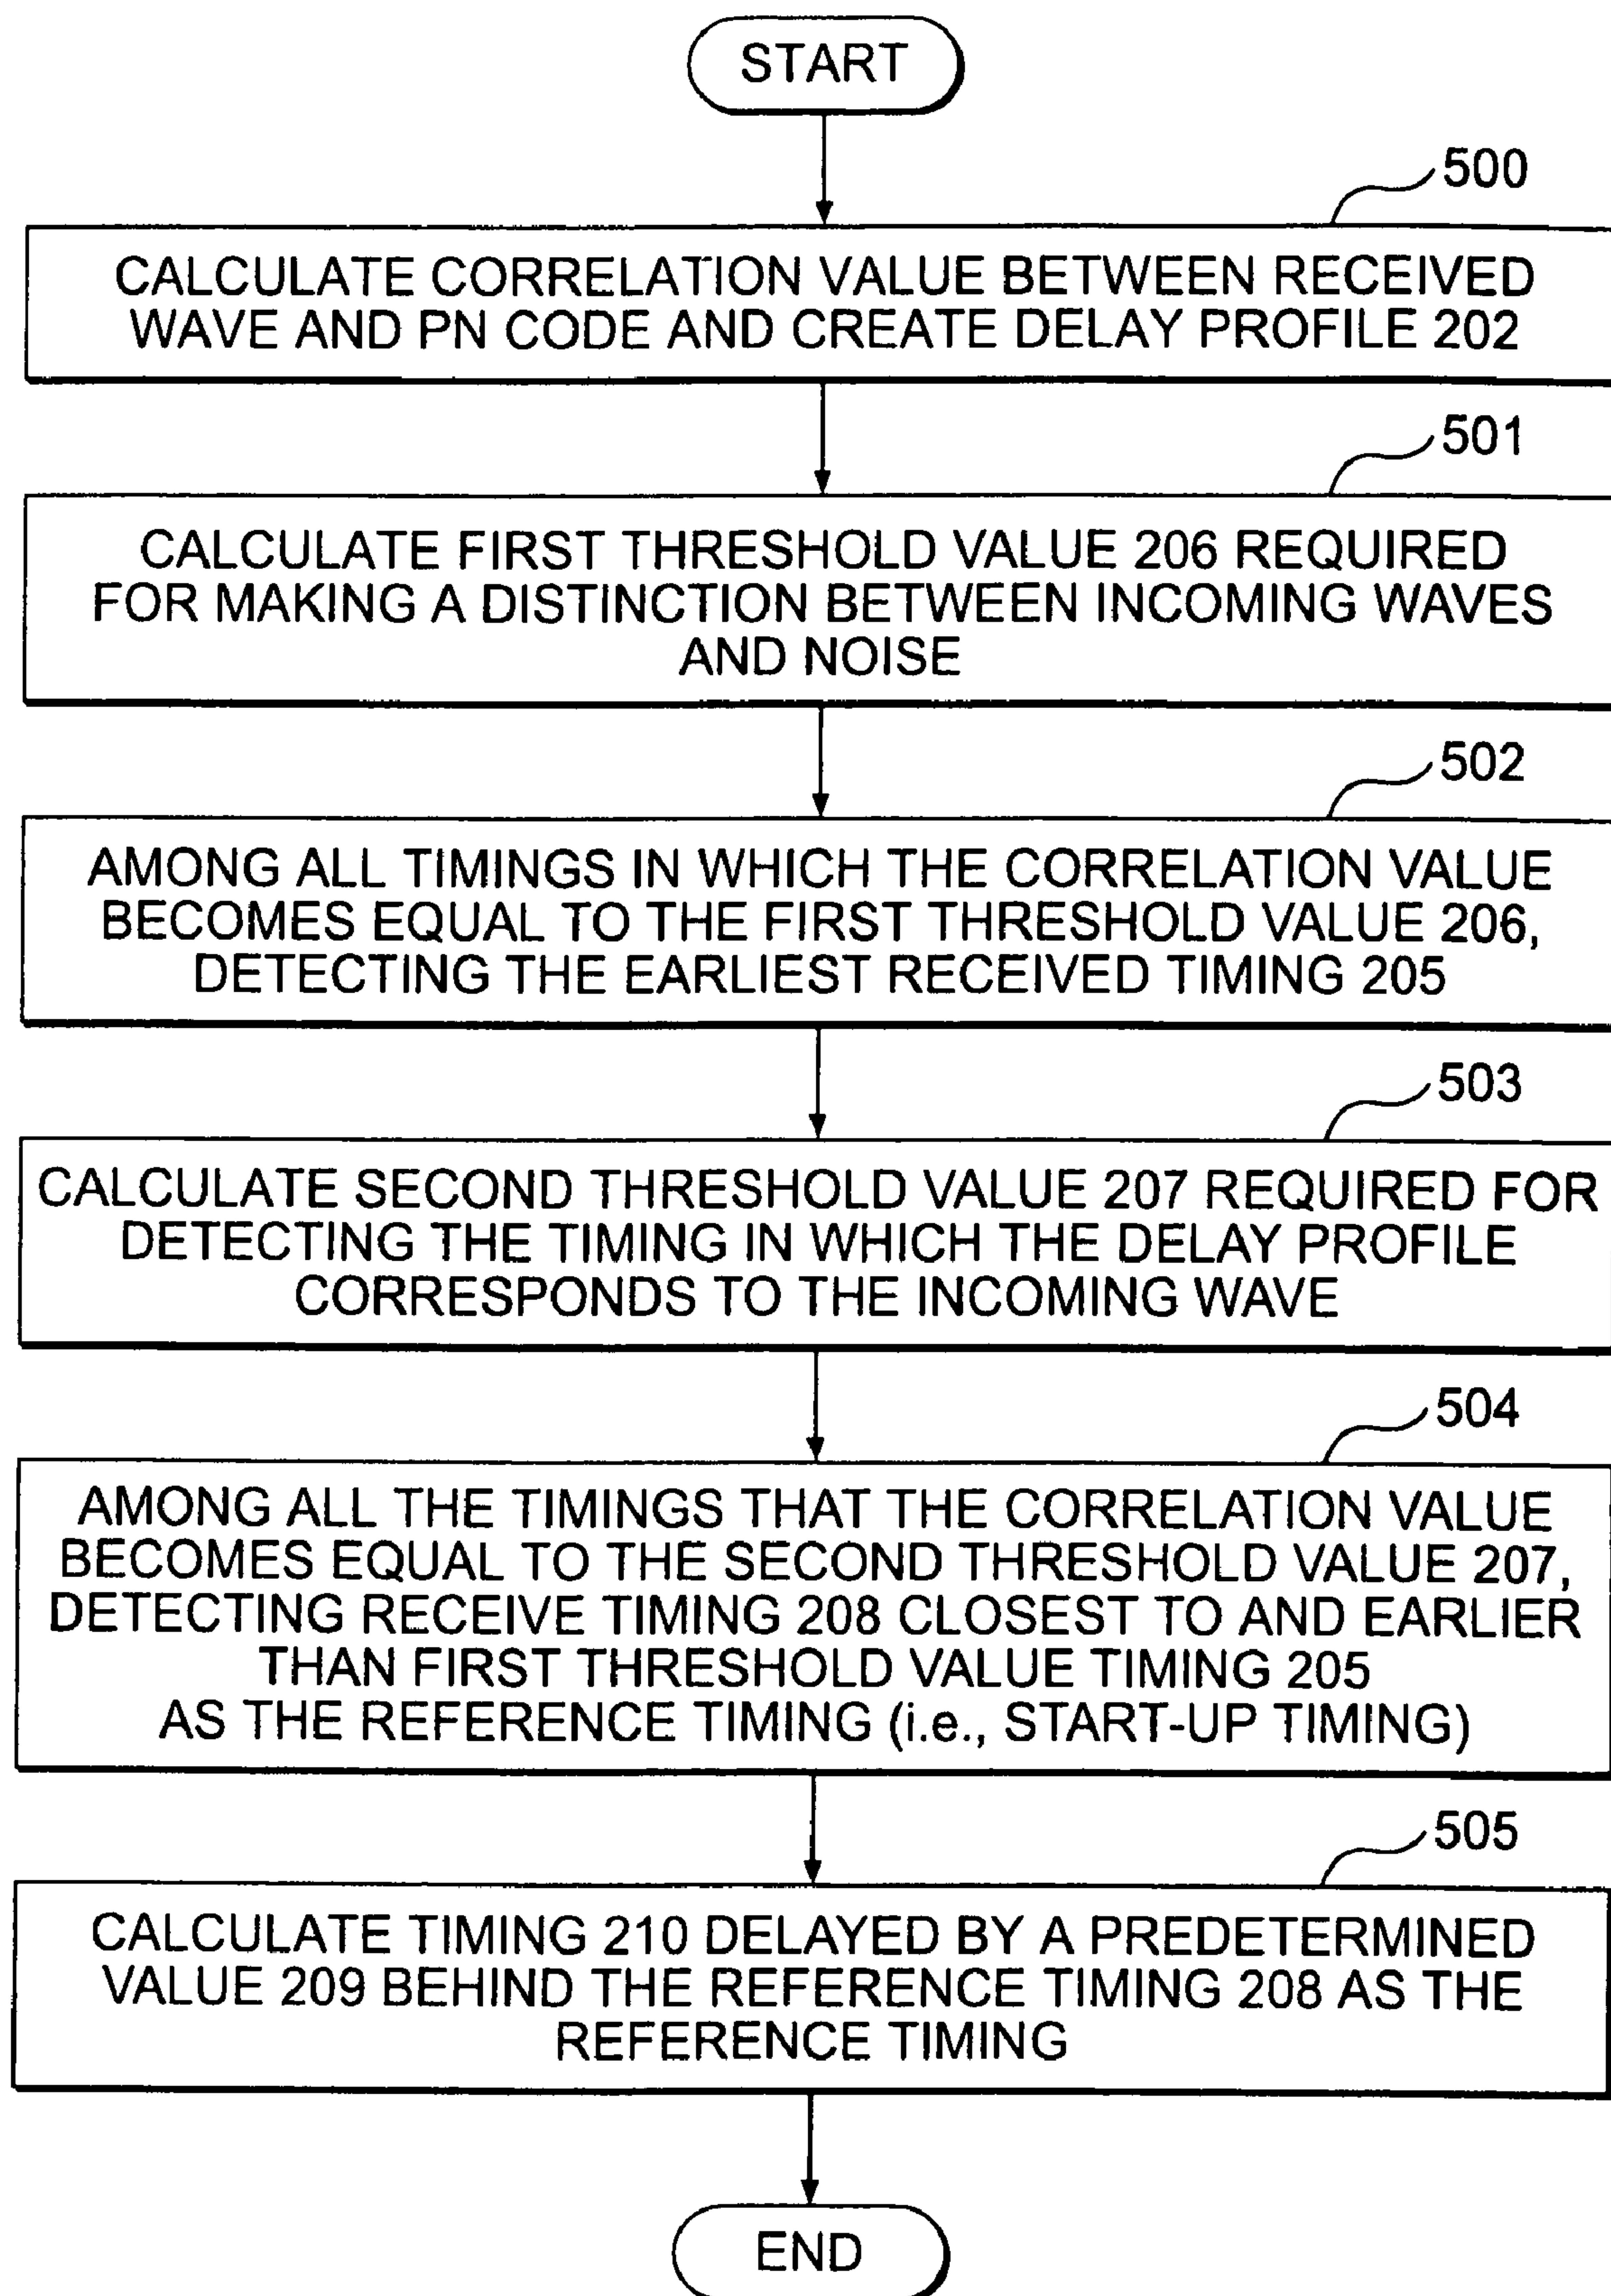 START
500
CALCULATE CORRELATION VALUE BETWEEN RECEIVED
WAVE AND PN CODE AND CREATE DELAY PROFILE 202
501
CALCULATE FIRST THRESHOLD VALUE 206 REQUIRED
FOR MAKING A DISTINCTION BETWEEN INCOMING WAVES
AND NOISE
502
AMONG ALL TIMINGS IN WHICH THE CORRELATION VALUE
BECOMES EQUAL TO THE FIRST THRESHOLD VALUE 206,
DETECTING THE EARLIEST RECEIVED TIMING 205
503
CALCULATE SECOND THRESHOLD VALUE 207 REQUIRED FOR
DETECTING THE TIMING IN WHICH THE DELAY PROFILE
CORRESPONDS TO THE INCOMING WAVE
504
AMONG ALL THE TIMINGS THAT THE CORRELATION VALUE
BECOMES EQUAL TO THE SECOND THRESHOLD VALUE 207,
DETECTING RECEIVE TIMING 208 CLOSEST TO AND EARLIER
THAN FIRST THRESHOLD VALUE TIMING 205
AS THE REFERENCE TIMING (i.e., START-UP TIMING)
505
CALCULATE TIMING 210 DELAYED BY A PREDETERMINED
VALUE 209 BEHIND THE REFERENCE TIMING 208 AS THE
REFERENCE TIMING
END